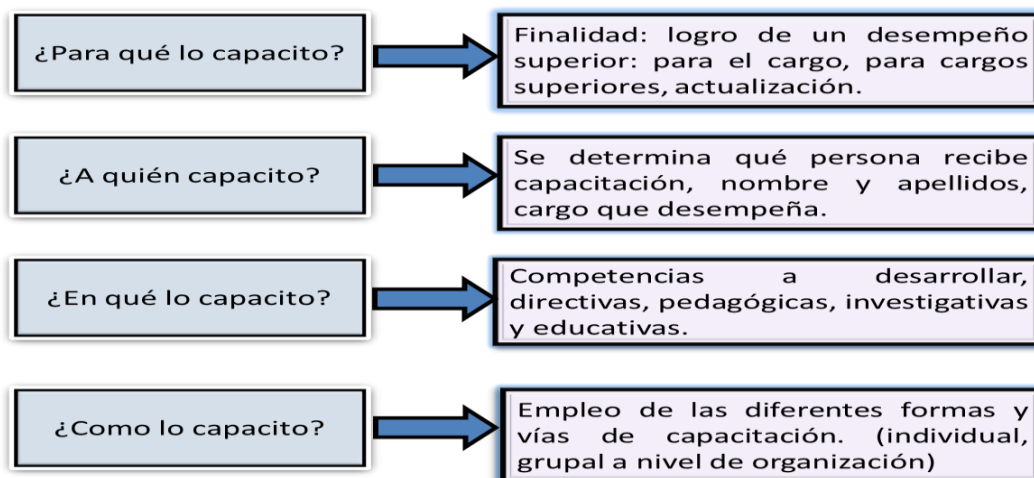 ¿Para qué lo capacito?
Finalidad: logro de un desempeño
superior: para el cargo, para cargos
superiores, actualización.
¿A quién capacito?
Se determina qué persona recibe
capacitación, nombre y apellidos,
cargo que desempeña.
¿En qué lo capacito?
Competencias a desarrollar,
directivas, pedagógicas, investigativas
y educativas.
¿Como lo capacito?
Empleo de las diferentes formas y
vías de capacitación. (individual,
grupal a nivel de organización)